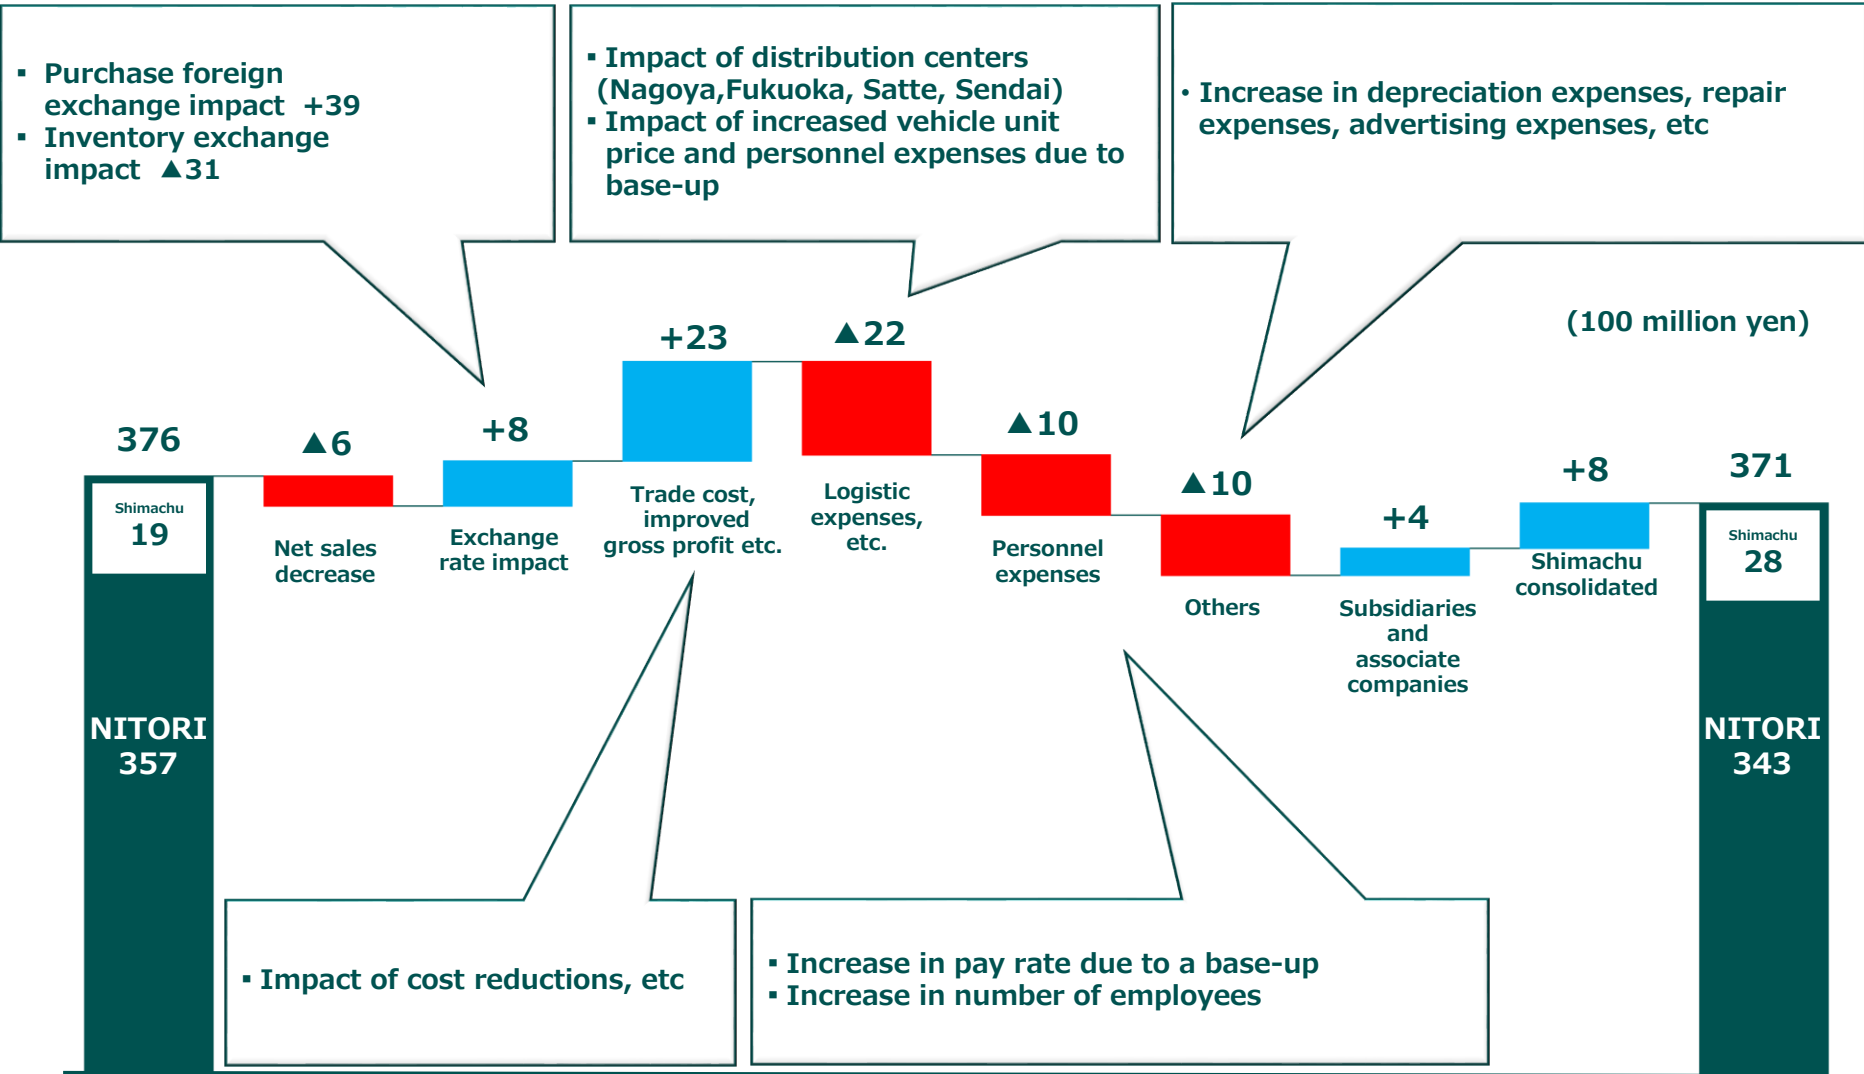 ▪ Purchase foreign
exchange impact +39
▪ Inventory exchange
impact ▲31
▪ Impact of distribution centers
(Nagoya,Fukuoka, Satte, Sendai)
▪ Impact of increased vehicle unit
price and personnel expenses due to
base-up
• Increase in depreciation expenses, repair
expenses, advertising expenses, etc
(100 million yen)
376
Shimachu
19
NITORI
357
▲6
Net sales
decrease
+8
Exchange
rate impact
+23
Trade cost,
improved
gross profit etc.
▲22
Logistic
expenses,
etc.
▲10
Personnel
expenses
▲10
Others
+4
Subsidiaries
and
associate
companies
+8
Shimachu
consolidated
371
Shimachu
28
NITORI
343
▪ Impact of cost reductions, etc
▪ Increase in pay rate due to a base-up
▪ Increase in number of employees